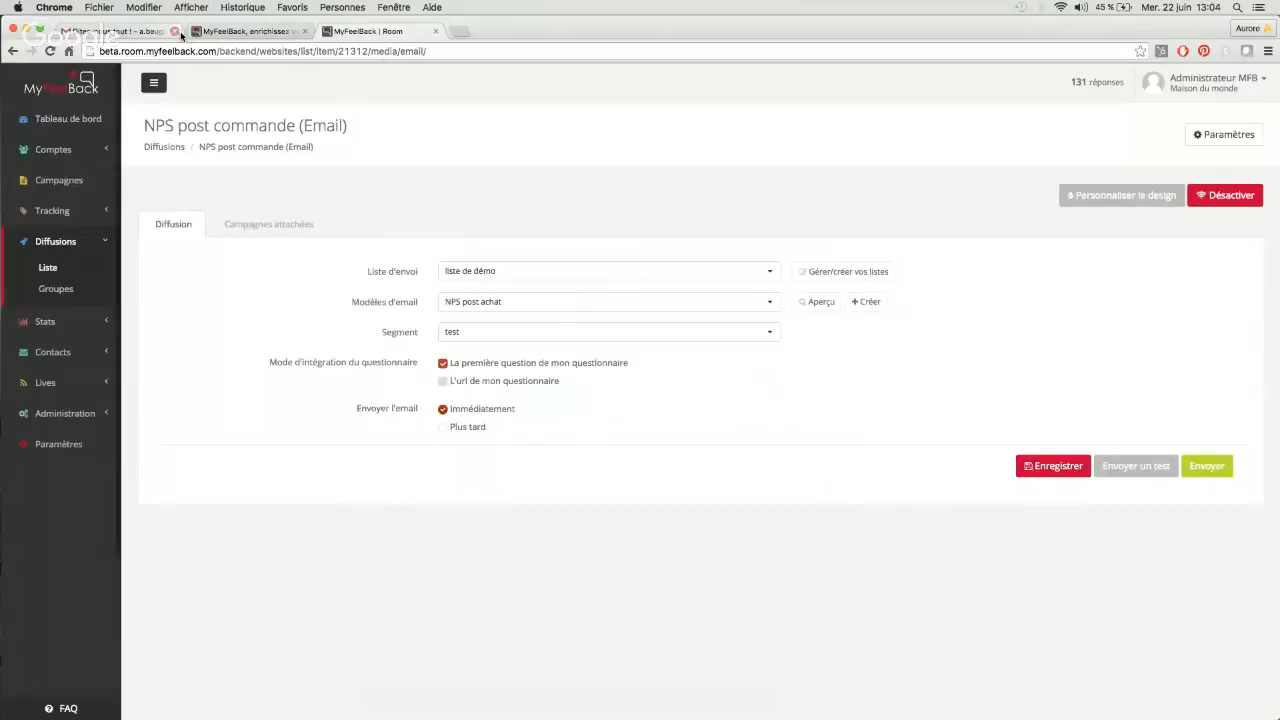 Chrome Fichier Modifier Afficher Historique Favoris Personnes Fenêtre Aide
45 % Mer. 22 juin 13:04
Google
Dites-nous tout ! - a.beup
MyFeelBack, enrichissez v
MyFeelBack | Room
Aurore
beta.room.myfeelback.com/backend/websites/list/item/21312/media/email/
MyFeelBack
131 réponses
Administrateur MFB
Maison du monde
Tableau de bord
Comptes
Campagnes
Tracking
Diffusions
Liste
Groupes
Stats
Contacts
Lives
Administration
Paramètres
FAQ
NPS post commande (Email)
Diffusions / NPS post commande (Email)
Paramètres
Personnaliser le design
Désactiver
Diffusion
Campagnes attachées
Liste d'envoi liste de démo Gérer/créer vos listes
Modèles d'email NPS post achat Aperçu + Créer
Segment test
Mode d'intégration du questionnaire La première question de mon questionnaire
L'url de mon questionnaire
Envoyer l'email Immédiatement
Plus tard
Enregistrer Envoyer un test Envoyer